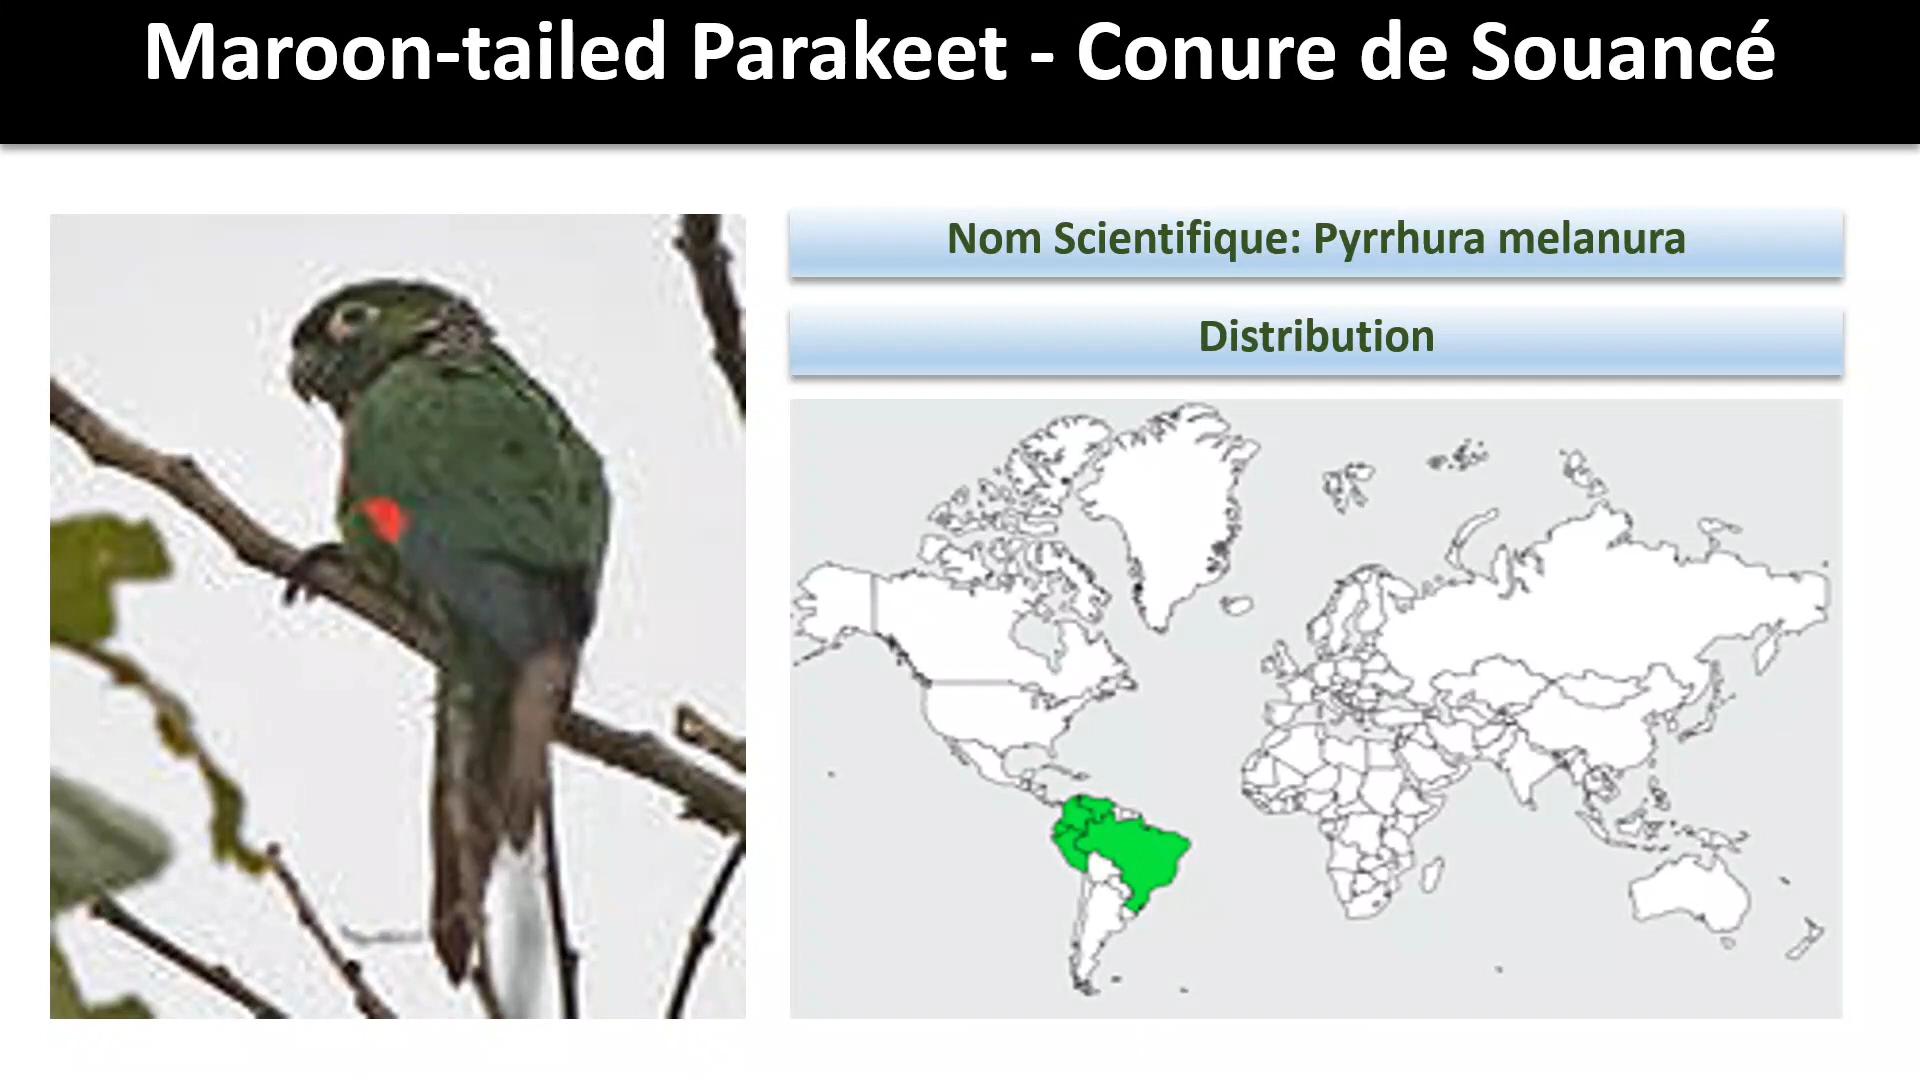 Maroon-tailed Parakeet - Conure de Souancé
Nom Scientifique: Pyrrhura melanura
Distribution